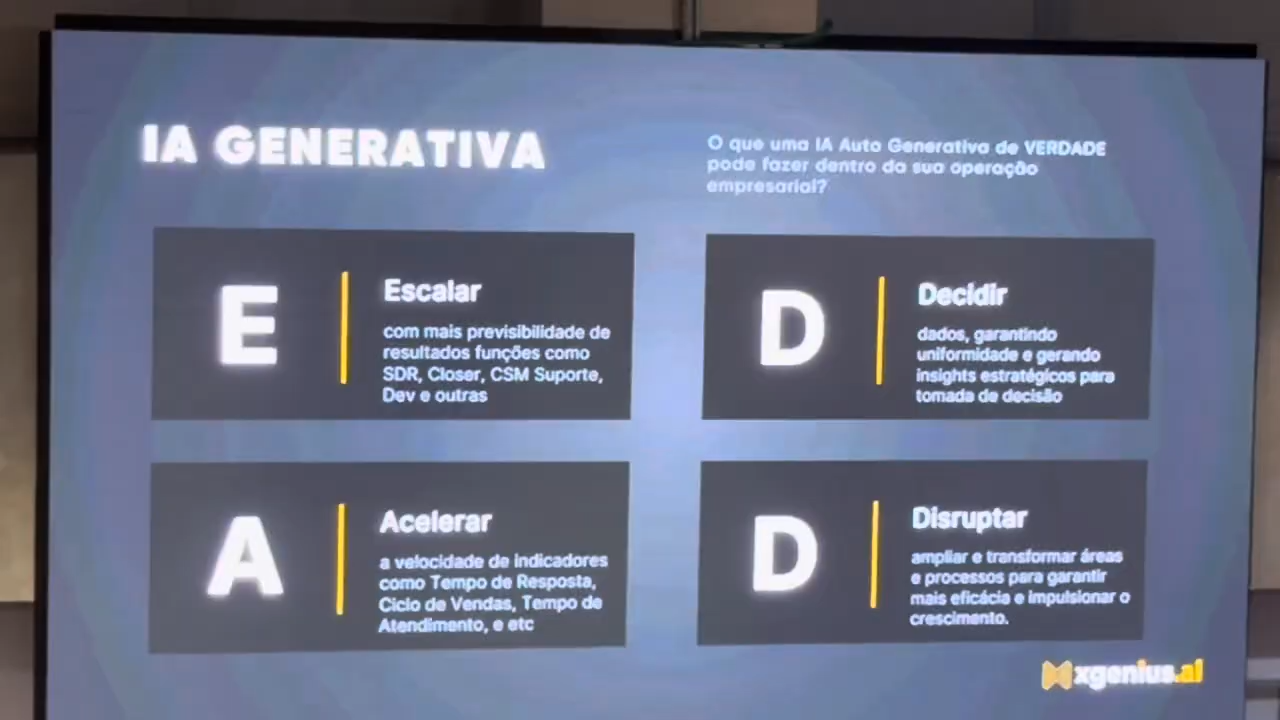 IA GENERATIVA
O que uma IA Auto Generativa de VERDADE
pode fazer dentro da sua operação
empresarial?
E
Escalar
com mais previsibilidade de
resultados funções como
SDR, Closer, CSM Suporte,
Dev e outras
D
Decidir
dados, garantindo
uniformidade e gerando
insights estratégicos para
tomada de decisão
A
Acelerar
a velocidade de indicadores
como Tempo de Resposta,
Ciclo de Vendas, Tempo de
Atendimento, e etc
D
Disruptar
ampliar e transformar áreas
e processos para garantir
mais eficácia e impulsionar o
crescimento.
xgenius.ai